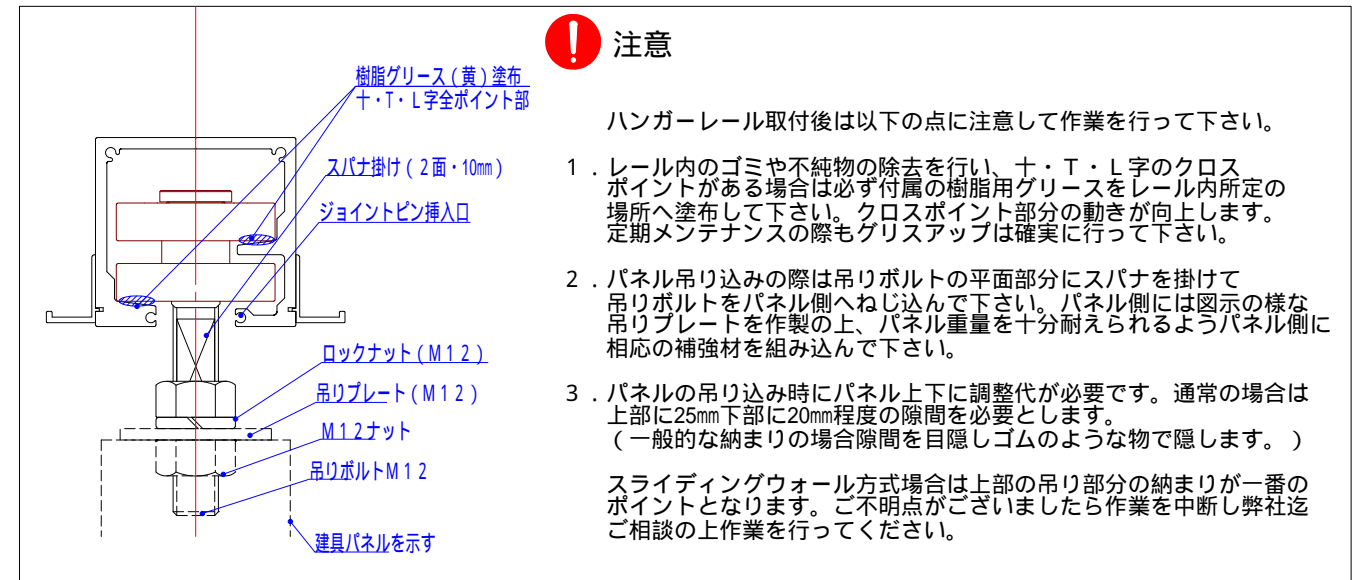 樹脂グリース(黄)塗布
十・T・L字全ポイント部
スパナ掛け(2面・10㎜)
ジョイントピン挿入口
ロックナット(M12)
吊りプレート(M12)
M12ナット
吊りボルトM12
建具パネルを示す
注意
ハンガーレール取付後は以下の点に注意して作業を行って下さい。
1.レール内のゴミや不純物の除去を行い、十・T・L字のクロス
ポイントがある場合は必ず付属の樹脂用グリースをレール内所定の
場所へ塗布して下さい。クロスポイント部分の動きが向上します。
定期メンテナンスの際もグリスアップは確実に行って下さい。
2.パネル吊り込みの際は吊りボルトの平面部分にスパナを掛けて
吊りボルトをパネル側へねじ込んで下さい。パネル側には図示の様な
吊りプレートを作製の上、パネル重量を十分耐えられるようパネル側に
相応の補強材を組み込んで下さい。
3.パネルの吊り込み時にパネル上下に調整代が必要です。通常の場合は
上部に25㎜下部に20㎜程度の隙間を必要とします。
(一般的な納まりの場合隙間を目隠しゴムのような物で隠します。)
スライディングウォール方式場合は上部の吊り部分の納まりが一番の
ポイントとなります。ご不明点がございましたら作業を中断し弊社迄
ご相談の上作業を行ってください。